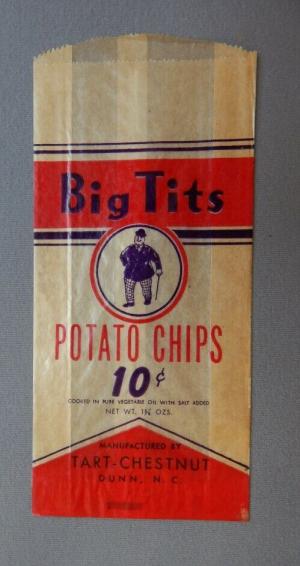 Big Tits
POTATO CHIPS
10¢
COOKED IN PURE VEGETABLE OIL WITH SALT ADDED
NET WT. 1¼ OZS.
MANUFACTURED BY
TART-CHESTNUT
DUNN, N. C.